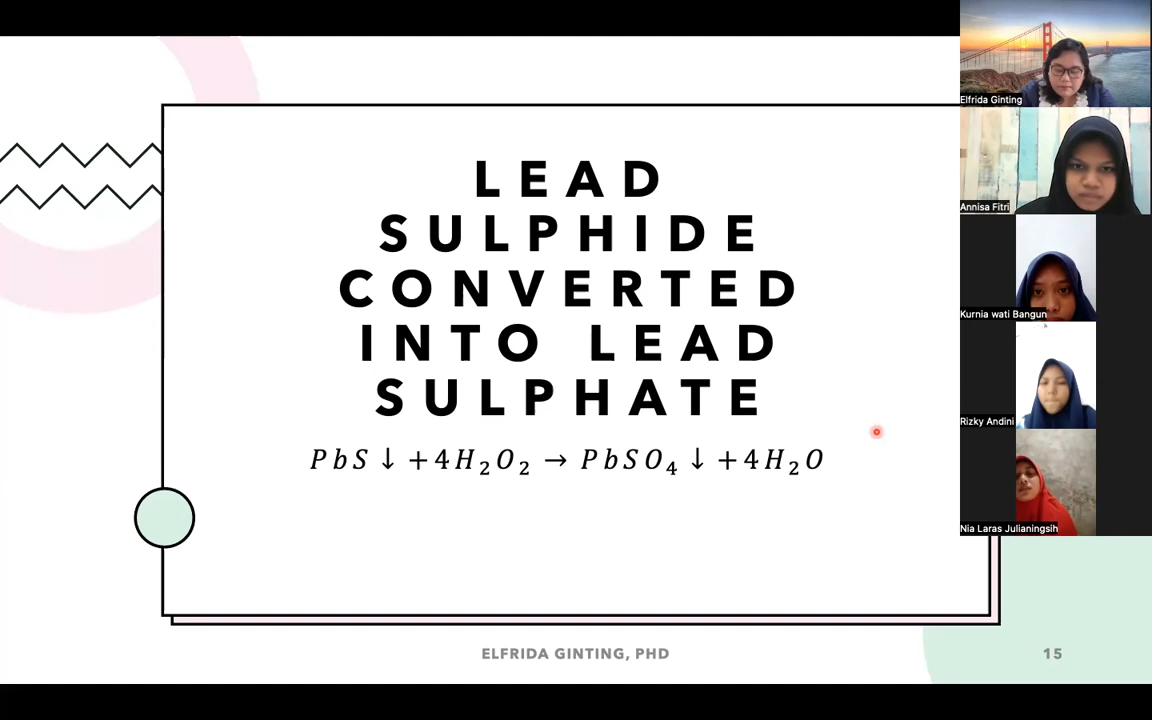 LEAD
SULPHIDE
CONVERTED
INTO LEAD
SULPHATE
PbS ↓ +4H₂O₂ → PbSO₄ ↓ +4H₂O
ELFRIDA GINTING, PHD
15
Elfrida Ginting
Annisa Fitri
Kurnia wati Bangun
Rizky Andini
Nia Laras Julianingsih